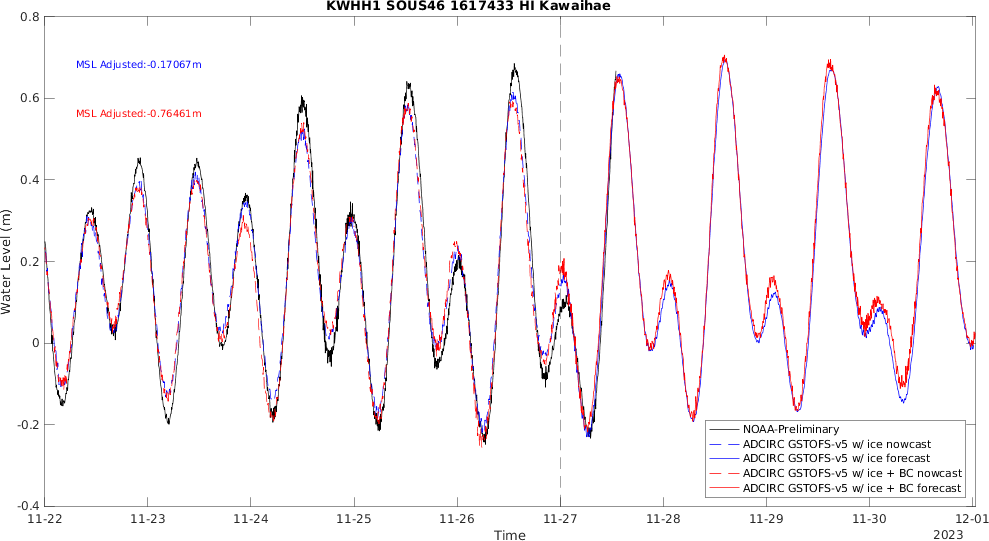 KWHH1 SOUS46 1617433 HI Kawaihae
0.8
MSL Adjusted:-0.17067m
0.6
MSL Adjusted:-0.76461m
0.4
Water Level (m)
0.2
0
-0.2
NOAA-Preliminary
ADCIRC GSTOFS-v5 w/ ice nowcast
ADCIRC GSTOFS-v5 w/ ice forecast
ADCIRC GSTOFS-v5 w/ ice + BC nowcast
ADCIRC GSTOFS-v5 w/ ice + BC forecast
-0.4
11-22 11-23 11-24 11-25 11-26 11-27 11-28 11-29 11-30 12-01
Time
2023